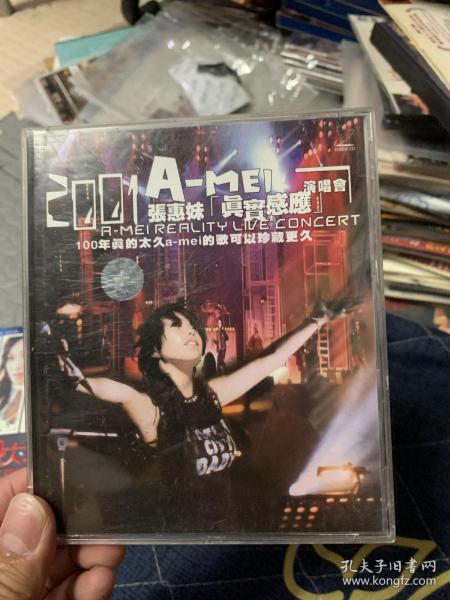 VIDEO CD
2001 A-MEI 演唱會
張惠妹「真實感應」
A-MEI REALITY LIVE CONCERT
100年真的太久a-mei的歌可以珍藏更久
孔夫子旧书网
www.kongfz.com